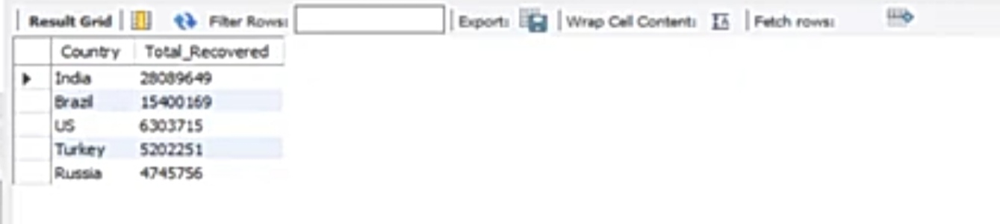 Result Grid Filter Rows: Export: Wrap Cell Content: Fetch rows:
Country Total_Recovered
India 28089649
Brazil 15400169
US 6303715
Turkey 5202251
Russia 4745756